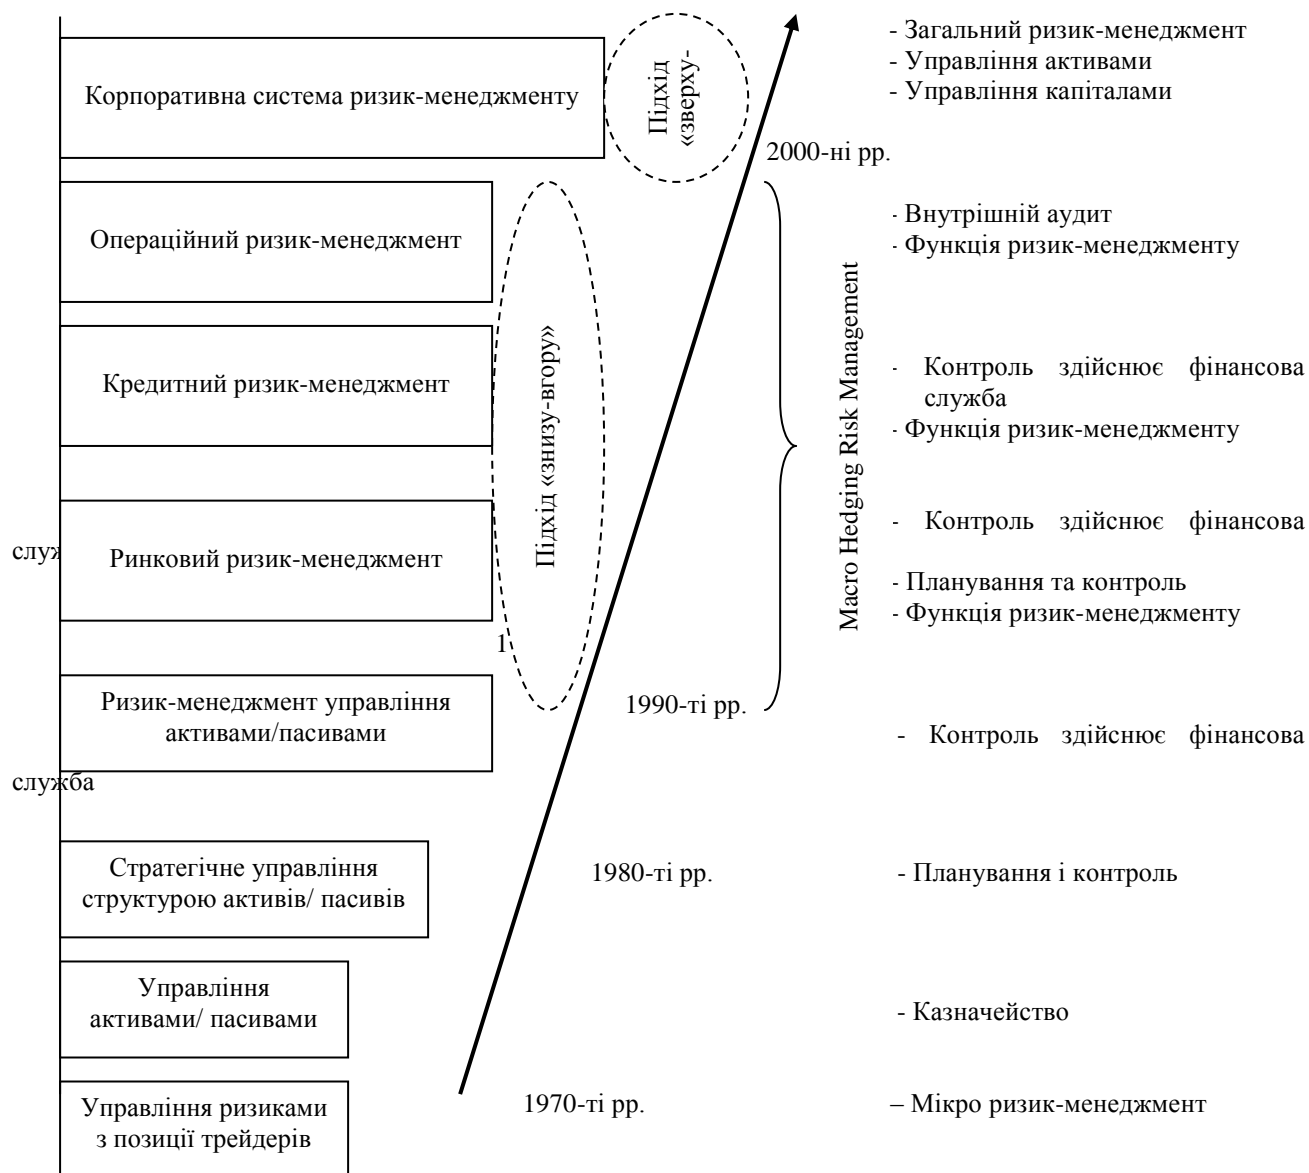 - Загальний ризик-менеджмент
- Управління активами
- Управління капіталами
Корпоративна система ризик-менеджменту
Підхід
«зверху-
2000-ні рр.
Операційний ризик-менеджмент
- Внутрішній аудит
- Функція ризик-менеджменту
Кредитний ризик-менеджмент
Підхід «знизу-вгору»
Macro Hedging Risk Management
- Контроль здійснює фінансова
служба
- Функція ризик-менеджменту
Ринковий ризик-менеджмент
- Контроль здійснює фінансова
служ
- Планування та контроль
- Функція ризик-менеджменту
1
Ризик-менеджмент управління
активами/пасивами
1990-ті рр.
- Контроль здійснює фінансова
служба
Стратегічне управління
структурою активів/ пасивів
1980-ті рр.
- Планування і контроль
Управління
активами/ пасивами
- Казначейство
Управління ризиками
з позиції трейдерів
1970-ті рр.
– Мікро ризик-менеджмент